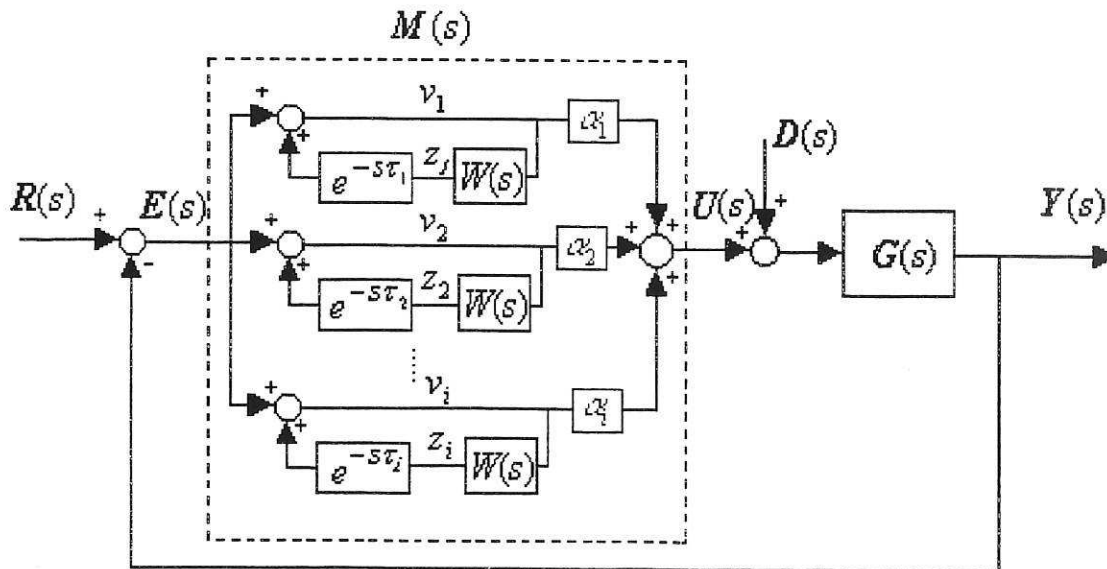 M(s)
v₁
α₁
D(s)
e^{-sτ₁}
z₁
W(s)
R(s)
E(s)
v₂
α₂
U(s)
Y(s)
G(s)
e^{-sτ₂}
z₂
W(s)
vᵢ
αᵢ
e^{-sτᵢ}
zᵢ
W(s)